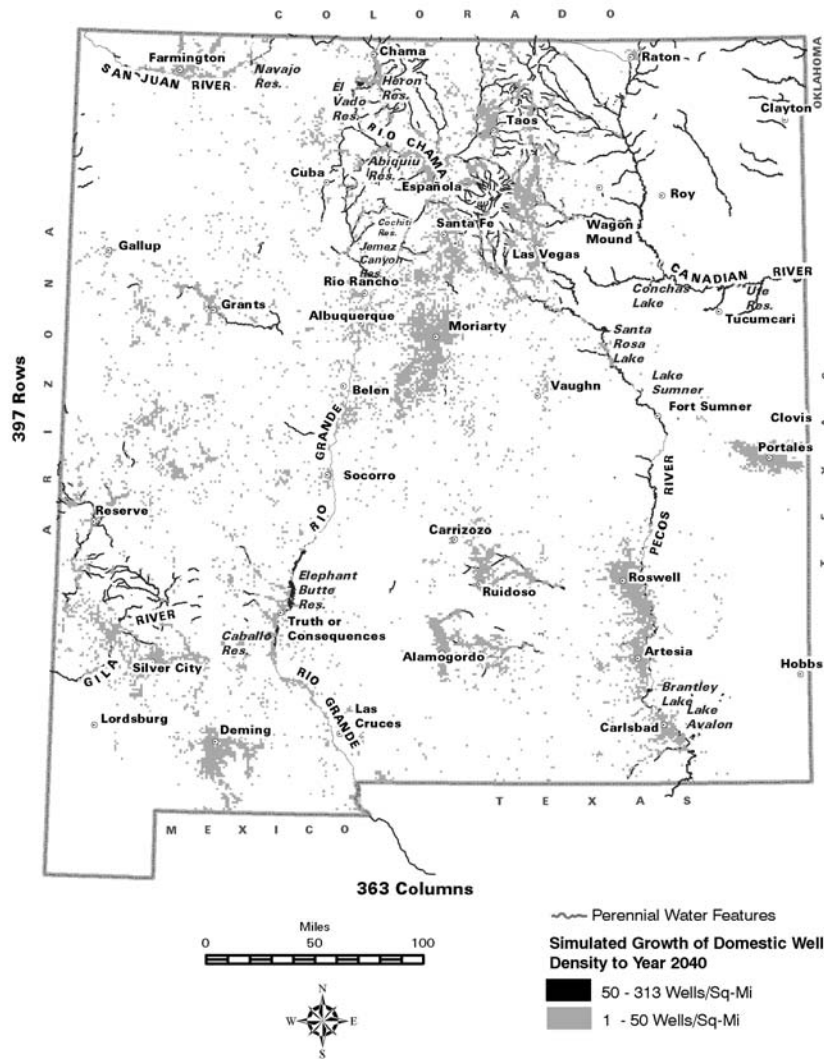 COLORADO
OKLAHOMA
Chama
Farmington
Raton
SAN JUAN RIVER
Navajo
Res.
El
Vado
Res.
Heron
Res.
Clayton
Taos
RIO CHAMA
Cuba
Abiquiu
Res.
Española
Roy
Cochiti
Res.
Santa Fe
Wagon
Mound
Gallup
Jemez
Canyon
Res
Las Vegas
CANADIAN RIVER
Rio Rancho
Conchas
Lake
Ute
Res.
Grants
Albuquerque
Moriarty
Tucumcari
Santa
Rosa
Lake
Belen
Vaughn
Lake
Sumner
Fort Sumner
Clovis
Portales
397 Rows
ARIZONA
RIO GRANDE
Socorro
PECOS RIVER
TEXAS
Reserve
Carrizozo
Elephant
Butte
Res.
Roswell
Ruidoso
GILA RIVER
Truth or
Consequences
Caballo
Res.
Silver City
Alamogordo
Artesia
Hobbs
RIO GRANDE
Brantley
Lake
Lake
Avalon
Lordsburg
Las
Cruces
Carlsbad
Deming
TEXAS
MEXICO
363 Columns
Miles
0 50 100
N
W E
S
Perennial Water Features
Simulated Growth of Domestic Well
Density to Year 2040
50 - 313 Wells/Sq-Mi
1 - 50 Wells/Sq-Mi